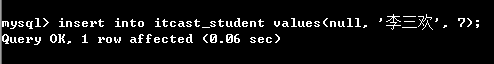 mysql> insert into itcast_student values(null, '李三欢', 7);
Query OK, 1 row affected (0.06 sec)